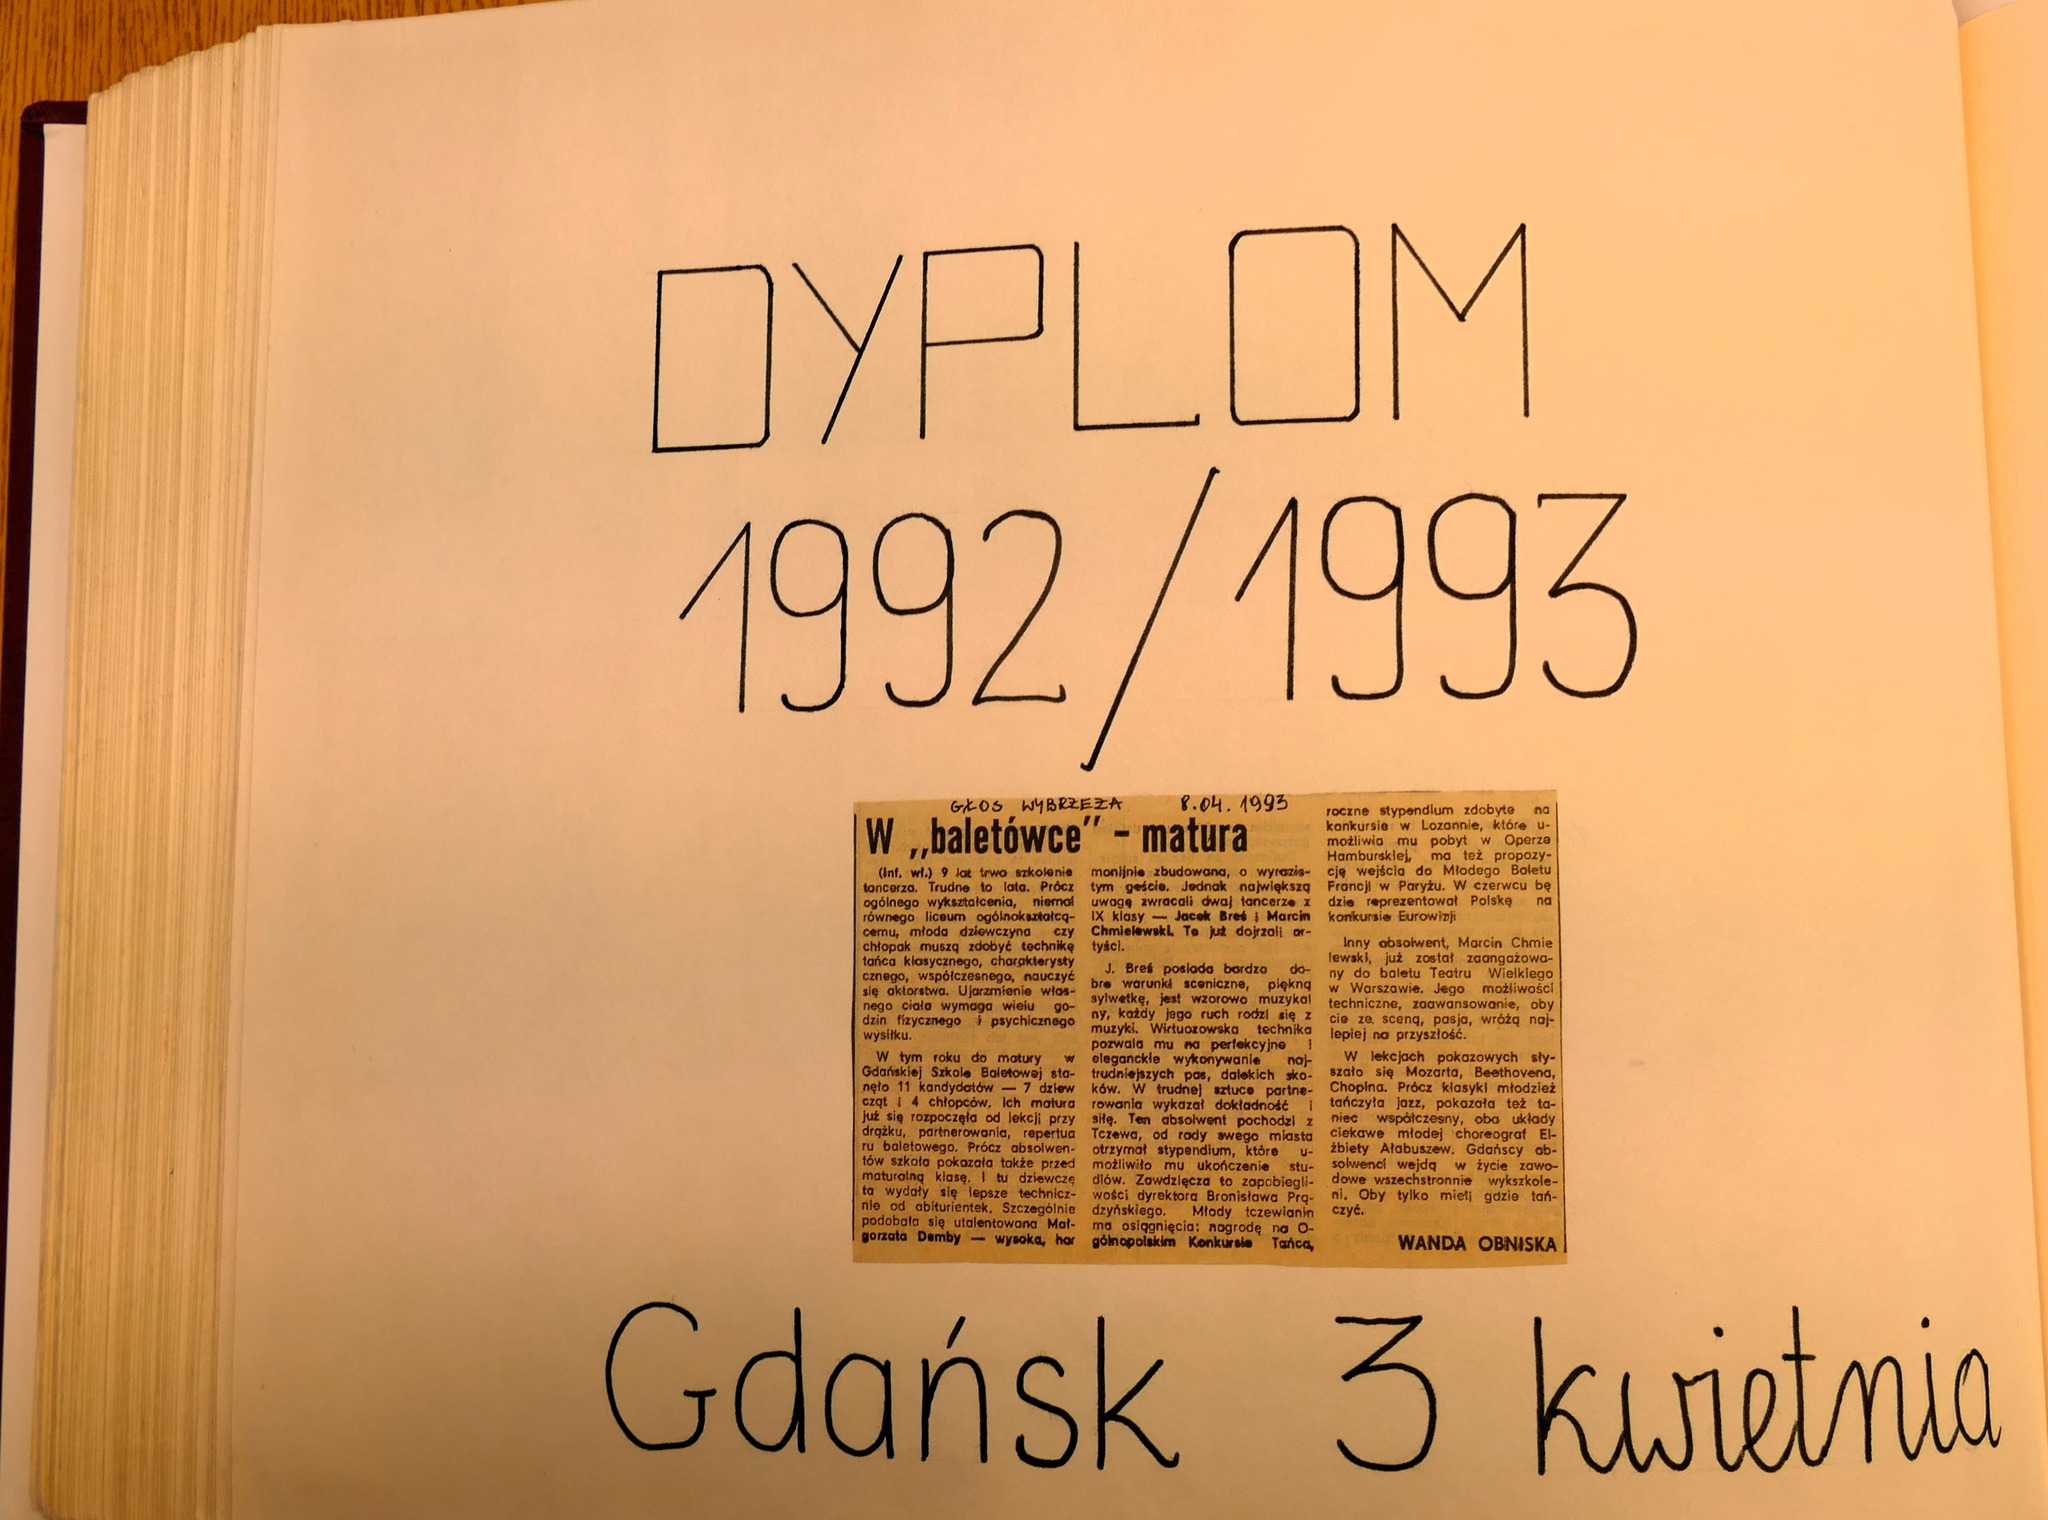 DYPLOM
1992/1993
GŁOS WYBRZEŻA 8.04.1993
W „baletówce” – matura
(Inf. wł.) 9 lat trwa szkolenie
tancerza. Trudne to lata. Prócz
ogólnego wykształcenia, niemal
równego liceum ogólnokształcą-
cemu, młoda dziewczyna czy
chłopak muszą zdobyć technikę
tańca klasycznego, charakterysty
cznego, współczesnego, nauczyć
się aktorstwa. Ujarzmienie włas-
nego ciała wymaga wielu go-
dzin fizycznego i psychicznego
wysiłku.
W tym roku do matury w
Gdańskiej Szkole Baletowej sta-
nęło 11 kandydatów — 7 dziew
cząt i 4 chłopców. Ich matura
już się rozpoczęła od lekcji przy
drążku, partnerowania, repertua
ru baletowego. Prócz absolwen-
tów szkoła pokazała także przed
maturalną klasę. I tu dziewczę
ta wydały się lepsze technicz-
nie od abiturientek. Szczególnie
podobała się utalentowana Mał-
gorzata Demby — wysoka, har
monijnie zbudowana, o wyrazis-
tym geście. Jednak największą
uwagę zwracali dwaj tancerze z
IX klasy — Jacek Breś i Marcin
Chmielewski. To już dojrzali ar-
tyści.
J. Breś posiada bardzo do-
bre warunki sceniczne, piękną
sylwetkę, jest wzorowo muzykal
ny, każdy jego ruch rodzi się z
muzyki. Wirtuozowska technika
pozwala mu na perfekcyjne i
eleganckie wykonywanie naj-
trudniejszych pas, dalekich sko-
ków. W trudnej sztuce partne-
rowania wykazał dokładność i
siłę. Ten absolwent pochodzi z
Tczewa, od rady swego miasta
otrzymał stypendium, które u-
możliwiło mu ukończenie stu-
diów. Zawdzięcza to zapobiegli-
wości dyrektora Bronisława Prą-
dzyńskiego. Młody tczewianin
ma osiągnięcia: nagrodę na O-
gólnopolskim Konkursie Tańca,
roczne stypendium zdobyte na
konkursie w Lozannie, które u-
możliwia mu pobyt w Operze
Hamburskiej, ma też propozy-
cję wejścia do Młodego Baletu
Francji w Paryżu. W czerwcu bę
dzie reprezentował Polskę na
konkursie Eurowizji
Inny absolwent, Marcin Chmie
lewski, już został zaangażowa-
ny do baletu Teatru Wielkiego
w Warszawie. Jego możliwości
techniczne, zaawansowanie, oby
cie ze sceną, pasja, wróżą naj-
lepiej na przyszłość.
W lekcjach pokazowych sły-
szało się Mozarta, Beethovena,
Chopina. Prócz klasyki młodzież
tańczyła jazz, pokazała też ta-
niec współczesny, oba układy
ciekawe młodej choreograf El-
żbiety Ałabuszew. Gdańscy ab-
solwenci wejdą w życie zawo-
dowe wszechstronnie wykszkole-
ni. Oby tylko mieli gdzie tań-
czyć.
WANDA OBNISKA
Gdańsk 3 kwietnia